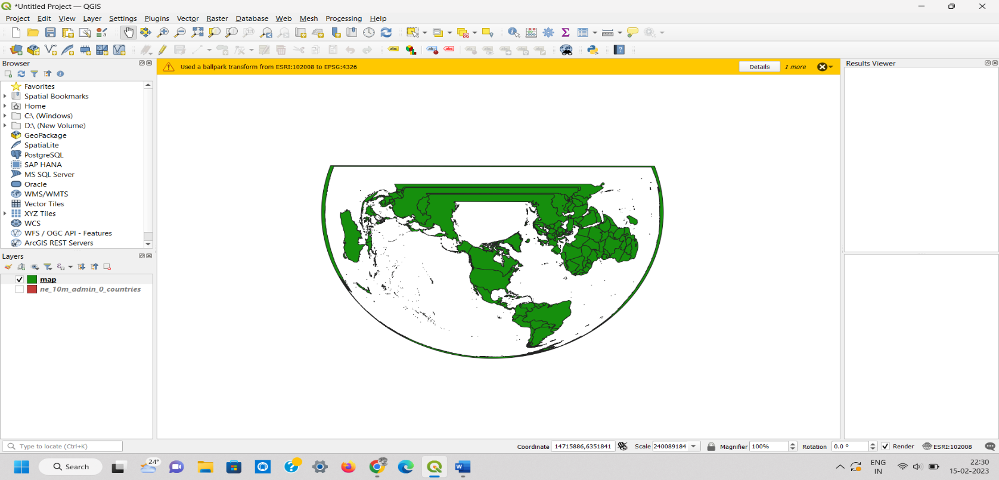 *Untitled Project — QGIS
Project Edit View Layer Settings Plugins Vector Raster Database Web Mesh Processing Help
Browser
Used a ballpark transform from ESRI:102008 to EPSG:4326
Details
1 more
Results Viewer
Favorites
Spatial Bookmarks
Home
C:\ (Windows)
D:\ (New Volume)
GeoPackage
SpatiaLite
PostgreSQL
SAP HANA
MS SQL Server
Oracle
WMS/WMTS
Vector Tiles
XYZ Tiles
WCS
WFS / OGC API - Features
ArcGIS REST Servers
Layers
map
ne_10m_admin_0_countries
Type to locate (Ctrl+K)
Coordinate 14715886,6351841 Scale 240089184 Magnifier 100% Rotation 0.0 ° Render ESRI:102008
Search
24°
ENG
IN
22:30
15-02-2023